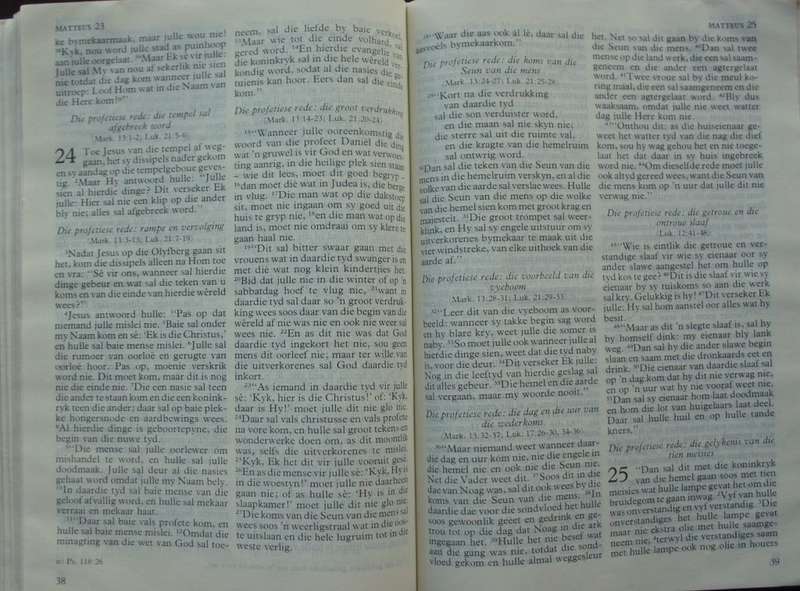 MATTEUS 23
ke bymekaarmaak, maar julle wou nie!
³⁸Kyk, nou word julle stad as puinhoop
aan julle oorgelaat. ³⁹Maar Ek sê vir julle:
Julle sal My van nou af sekerlik nie sien
nie totdat die dag kom wanneer julle sal
uitroep: Loof Hom wat in die Naam van
die Here kom!
Die profetiese rede: die tempel sal
afgebreek word
(Mark. 13:1-2; Luk. 21:5-6)
24 Toe Jesus van die tempel af weg-
gaan, het sy dissipels nader gekom
en sy aandag op die tempelgeboue geves-
tig. ²Maar Hy antwoord hulle: “Julle
sien al hierdie dinge? Dit verseker Ek
julle: Hier sal nie een klip op die ander
bly nie; alles sal afgebreek word.”
Die profetiese rede: rampe en vervolging
(Mark. 13:3-13; Luk. 21:7-19)
³Nadat Jesus op die Olyfberg gaan sit
het, kom die dissipels alleen na Hom toe
en vra: “Sê vir ons, wanneer sal hierdie
dinge gebeur en wat sal die teken van u
koms en van die einde van hierdie wêreld
wees?”
⁴Jesus antwoord hulle: “Pas op dat
niemand julle mislei nie. ⁵Baie sal onder
my Naam kom en sê: ‘Ek is die Christus,’
en hulle sal baie mense mislei. ⁶Julle sal
die rumoer van oorloë en gerugte van
oorloë hoor. Pas op, moenie verskrik
word nie. Dit moet kom, maar dit is nog
nie die einde nie. ⁷Die een nasie sal teen
die ander te staan kom en die een konink-
ryk teen die ander; daar sal op baie plek-
ke hongersnode en aardbewings wees.
⁸Al hierdie dinge is geboortepyne, die
begin van die nuwe tyd.
⁹“Die mense sal julle oorlewer om
mishandel te word, en hulle sal julle
doodmaak. Julle sal deur al die nasies
gehaat word omdat julle my Naam bely.
¹⁰In daardie tyd sal baie mense van die
geloof afvallig word, en hulle sal mekaar
verraai en mekaar haat.
¹¹“Daar sal baie vals profete kom, en
hulle sal baie mense mislei. ¹²Omdat die
minagting van die wet van God sal toe-
Ps. 118:26
38
neem, sal die liefde by baie verkoel.
¹³Maar wie tot die einde volhard, sal
gered word. ¹⁴En hierdie evangelie van
die koninkryk sal in die hele wêreld ver-
kondig word, sodat al die nasies die ge-
tuienis kan hoor. Eers dan sal die einde
kom.”
Die profetiese rede: die groot verdrukking
(Mark. 13:14-23; Luk. 21:20-24)
¹⁵“Wanneer julle ooreenkomstig die
woord van die profeet Daniël die ding
wat ’n gruwel is vir God en wat verwoes-
ting aanrig, in die heilige plek sien staan
– wie dit lees, moet dit goed begryp –
¹⁶dan moet dié wat in Judea is, die berge
in vlug. ¹⁷Die man wat op die dakstoep
sit, moet nie ingaan om sy goed uit die
huis te gryp nie, ¹⁸en die man wat op die
land is, moet nie omdraai om sy klere te
gaan haal nie.
¹⁹“Dit sal bitter swaar gaan met die
vrouens wat in daardie tyd swanger is en
met dié wat nog klein kindertjies het.
²⁰Bid dat julle nie in die winter of op ’n
sabbatdag hoef te vlug nie, ²¹want in
daardie tyd sal daar so ’n groot verdruk-
king wees soos daar van die begin van die
wêreld af nie was nie en ook nie weer sal
wees nie. ²²En as dit nie was dat God
daardie tyd ingekort het nie, sou geen
mens dit oorleef nie; maar ter wille van
die uitverkorenes sal God daardie tyd
inkort.
²³“As iemand in daardie tyd vir julle
sê: ‘Kyk, hier is die Christus!’ of: ‘Kyk,
daar is Hy!’ moet julle dit nie glo nie.
²⁴Daar sal vals christusse en vals profete
na vore kom, en hulle sal groot tekens en
wonderwerke doen om, as dit moontlik
was, selfs die uitverkorenes te mislei.
²⁵Kyk, Ek het dit vir julle vooruit gesê.
²⁶En as die mense vir julle sê: ‘Kyk, Hy is
in die woestyn!’ moet julle nie daarheen
gaan nie; of as hulle sê: ‘Hy is in die
slaapkamer!’ moet julle dit nie glo nie.
²⁷Die koms van die Seun van die mens sal
wees soos ’n weerligstraal wat in die ooste
uitslaan en die hele lugruim tot in die
weste verlig.
MATTEUS 25
²⁸“Waar die aas ook al lê, daar sal die
aasvoëls bymekaarkom.”
Die profetiese rede: die koms van die
Seun van die mens
(Mark. 13:24-27; Luk. 21:25-28)
²⁹“Kort na die verdrukking
van daardie tyd
sal die son verduister word,
en die maan sal nie skyn nie;
die sterre sal uit die ruimte val,
en die kragte van die hemelruim
sal ontwrig word.
³⁰Dan sal die teken van die Seun van die
mens in die hemelruim verskyn, en al die
volke van die aarde sal verslae wees. Hulle
sal die Seun van die mens op die wolke
van die hemel sien kom met groot krag en
majesteit. ³¹Die groot trompet sal weer-
klink, en Hy sal sy engele uitstuur om sy
uitverkorenes bymekaar te maak uit die
vier windstreke, van elke uithoek van die
aarde af.”
Die profetiese rede: die voorbeeld van die
vyeboom
(Mark. 13:28-31; Luk. 21:29-33)
³²“Leer dit van die vyeboom as voor-
beeld: wanneer sy takke begin sag word
en hy blare kry, weet julle die somer is
naby. ³³So moet julle ook wanneer julle al
hierdie dinge sien, weet dat die tyd naby
is, voor die deur. ³⁴Dit verseker Ek julle:
Nog in die leeftyd van hierdie geslag sal
dit alles gebeur. ³⁵Die hemel en die aarde
sal vergaan, maar my woorde nooit.”
Die profetiese rede: die dag en die uur van
die wederkoms
(Mark. 13:32-37; Luk. 17:26-30, 34-36)
³⁶“Maar niemand weet wanneer daar-
die dag en uur kom nie, nie die engele in
die hemel nie en ook nie die Seun nie.
Net die Vader weet dit. ³⁷Soos dit in die
dae van Noag was, sal dit ook wees by die
koms van die Seun van die mens. ³⁸In
daardie dae voor die sondvloed het hulle
soos gewoonlik geëet en gedrink en ge-
trou tot op die dag dat Noag in die ark
ingegaan het. ³⁹Hulle het nie besef wat
aan die gang was nie, totdat die sond-
vloed gekom en hulle almal weggesleur
het. Net so sal dit gaan by die koms van
die Seun van die mens. ⁴⁰Dan sal twee
mense op die land werk, die een sal saam-
geneem en die ander een agtergelaat
word. ⁴¹Twee vroue sal by die meul ko-
ring maal, die een sal saamgeneem en die
ander een agtergelaat word. ⁴²Bly dus
waaksaam, omdat julle nie weet watter
dag julle Here kom nie.
⁴³“Onthou dit: as die huiseienaar ge-
weet het watter tyd van die nag die dief
kom, sou hy wag gehou het en nie toege-
laat het dat daar in sy huis ingebreek
word nie. ⁴⁴Om dieselfde rede moet julle
ook altyd gereed wees, want die Seun van
die mens kom op ’n uur dat julle dit nie
verwag nie.”
Die profetiese rede: die getroue en die
ontroue slaaf
(Luk. 12:41-48)
⁴⁵“Wie is eintlik die getroue en ver-
standige slaaf vir wie sy eienaar oor sy
ander slawe aangestel het om hulle op
tyd kos te gee? ⁴⁶Dit is die slaaf vir wie sy
eienaar by sy tuiskoms so aan die werk
sal kry. Gelukkig is hy! ⁴⁷Dit verseker Ek
julle: Hy sal hom aanstel oor alles wat hy
besit.
⁴⁸“Maar as dit ’n slegte slaaf is, sal hy
by homself dink: my eienaar bly lank
weg. ⁴⁹Dan sal hy die ander slawe begin
slaan en saam met die dronkaards eet en
drink. ⁵⁰Die eienaar van daardie slaaf sal
op ’n dag kom dat hy dit nie verwag nie,
en op ’n uur wat hy nie vooraf weet nie.
⁵¹Dan sal sy eienaar hom laat doodmaak
en hom die lot van huigelaars laat deel.
Daar sal hulle huil en op hulle tande
kners.”
Die profetiese rede: die gelykenis van die
tien meisies
25 “Dan sal dit met die koninkryk
van die hemel gaan soos met tien
meisies wat hulle lampe gevat het om die
bruidegom te gaan inwag. ²Vyf van hulle
was onverstandig en vyf verstandig. ³Die
onverstandiges het hulle lampe gevat
maar nie ekstra olie met hulle saamge-
neem nie, ⁴terwyl die verstandiges saam
met hulle lampe ook nog olie in houers
39